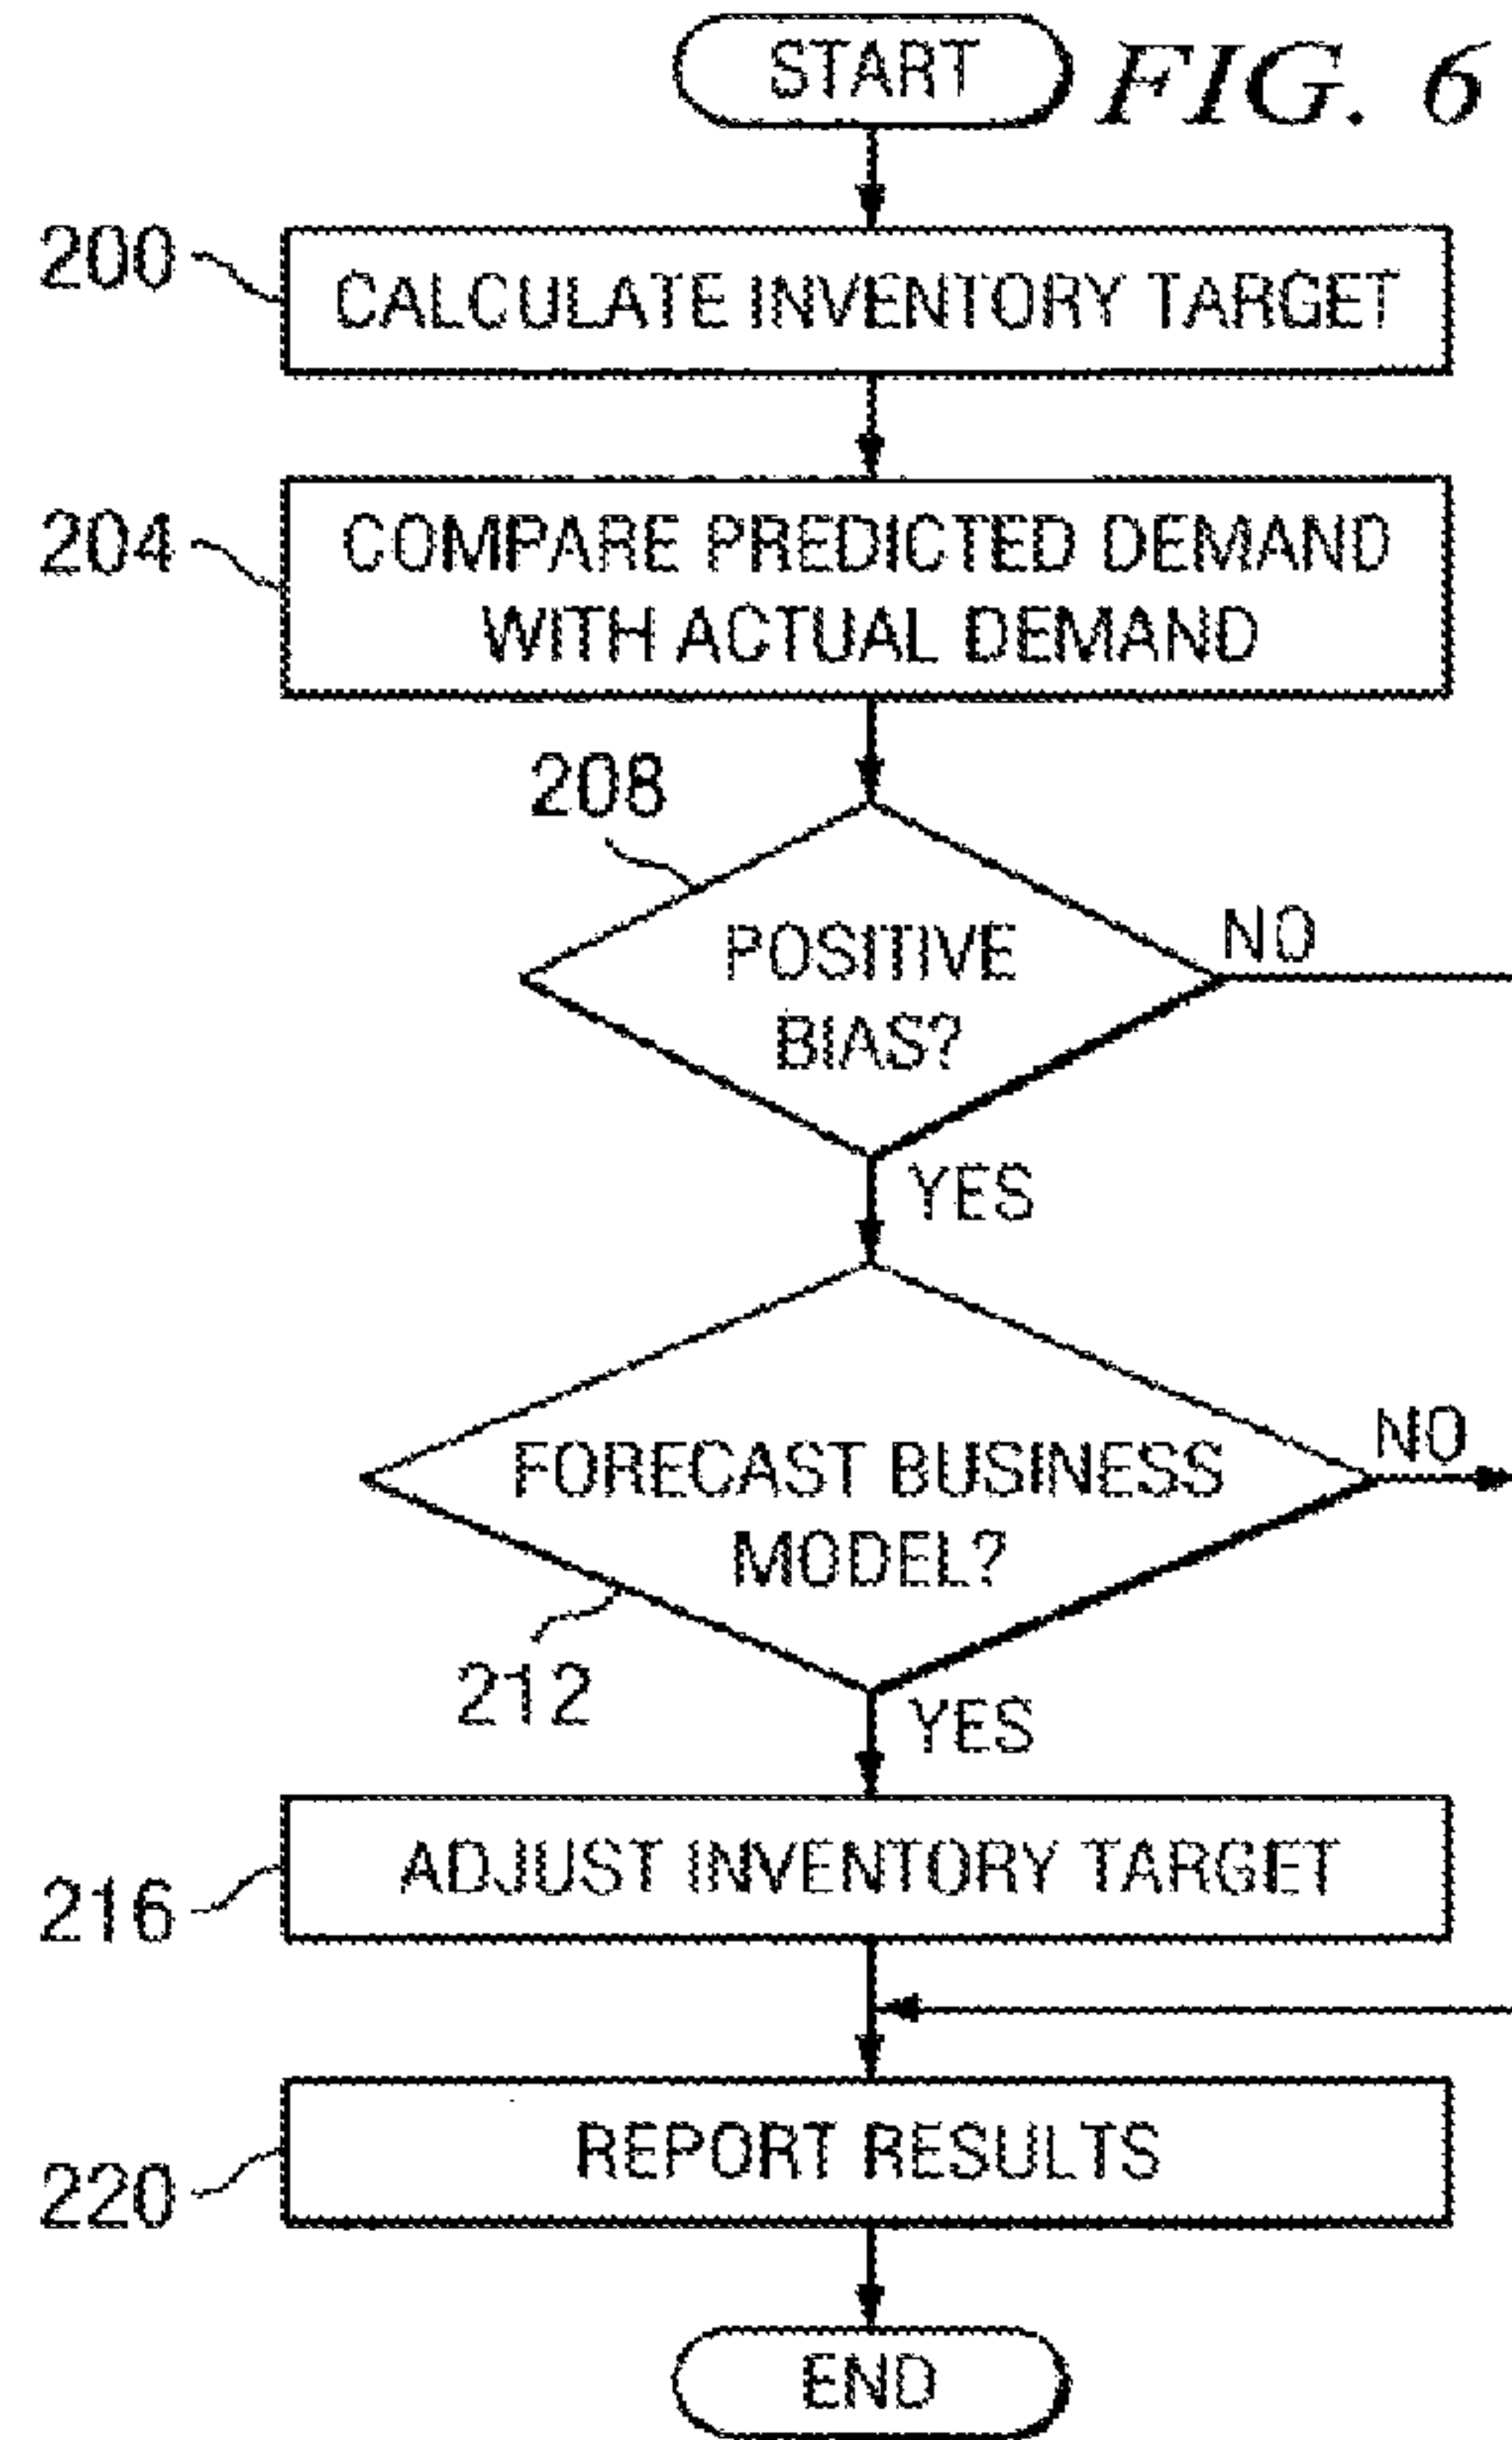 START
FIG. 6
200
CALCULATE INVENTORY TARGET
204
COMPARE PREDICTED DEMAND
WITH ACTUAL DEMAND
208
POSITIVE
BIAS?
NO
YES
FORECAST BUSINESS
MODEL?
NO
212
YES
216
ADJUST INVENTORY TARGET
220
REPORT RESULTS
END